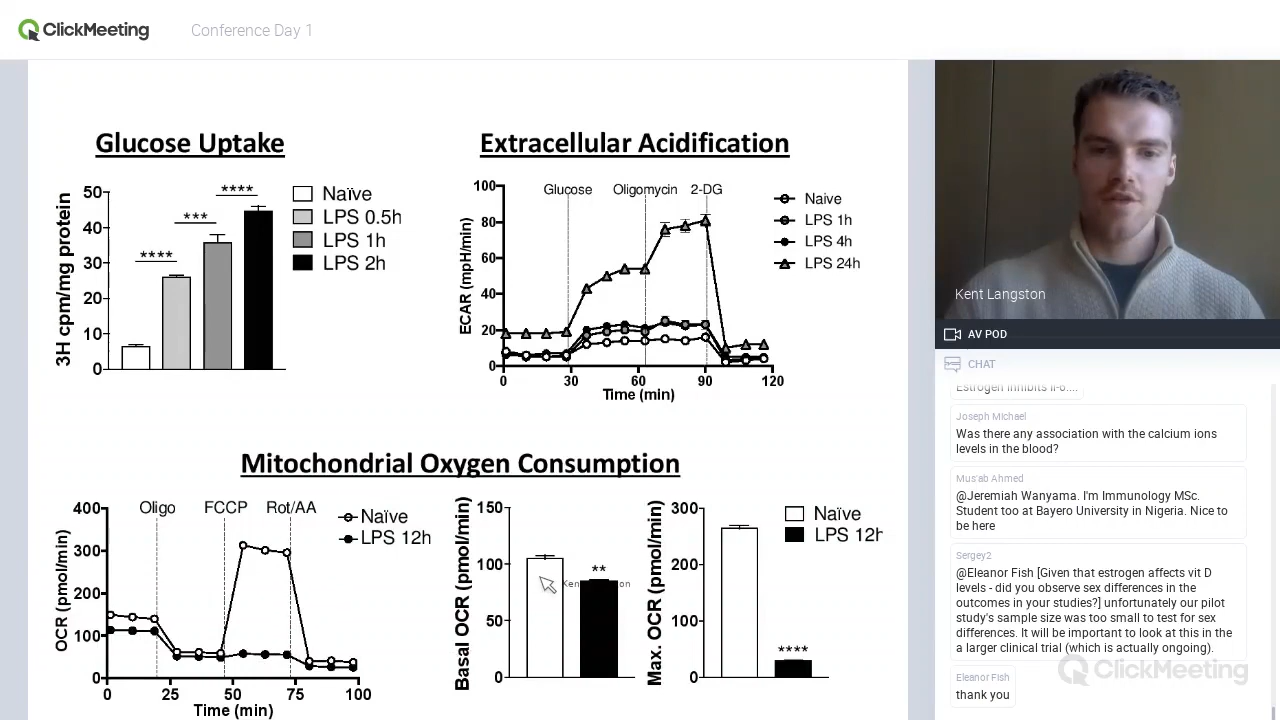 ClickMeeting
Conference Day 1
Glucose Uptake
3H cpm/mg protein
50
40
30
20
10
0
****
***
****
Naïve
LPS 0.5h
LPS 1h
LPS 2h
Extracellular Acidification
ECAR (mpH/min)
100
80
60
40
20
0
Glucose
Oligomycin
2-DG
0
30
60
90
120
Time (min)
Naive
LPS 1h
LPS 4h
LPS 24h
Mitochondrial Oxygen Consumption
OCR (pmol/min)
400
300
200
100
0
Oligo
FCCP
Rot/AA
0
25
50
75
100
Time (min)
Naïve
LPS 12h
Basal OCR (pmol/min)
150
100
50
0
**
Max. OCR (pmol/min)
300
200
100
0
****
Naïve
LPS 12h
Kent Langston
AV POD
CHAT
Estrogen inhibits il-6....
Joseph Michael
Was there any association with the calcium ions
levels in the blood?
Mus'ab Ahmed
@Jeremiah Wanyama. I'm Immunology MSc.
Student too at Bayero University in Nigeria. Nice to
be here
Sergey2
@Eleanor Fish [Given that estrogen affects vit D
levels - did you observe sex differences in the
outcomes in your studies?] unfortunately our pilot
study's sample size was too small to test for sex
differences. It will be important to look at this in the
a larger clinical trial (which is actually ongoing).
Eleanor Fish
thank you
ClickMeeting